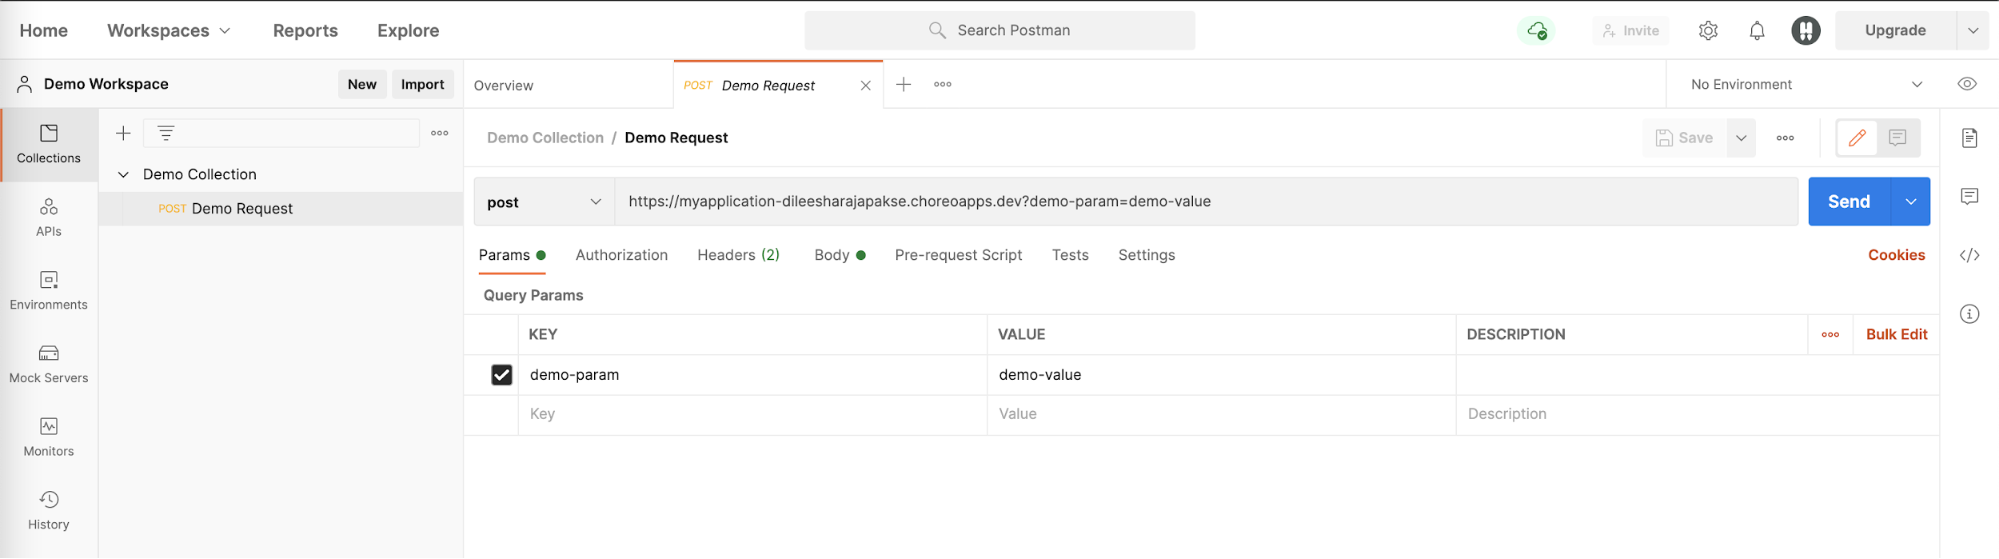 Home Workspaces Reports Explore Search Postman Invite Upgrade
Demo Workspace New Import Overview POST Demo Request No Environment
Demo Collection / Demo Request Save
Collections
Demo Collection
POST Demo Request
post https://myapplication-dileesharajapakse.choreoapps.dev?demo-param=demo-value Send
APIs
Params Authorization Headers (2) Body Pre-request Script Tests Settings Cookies
Environments
Query Params
KEY VALUE DESCRIPTION Bulk Edit
demo-param demo-value
Mock Servers
Key Value Description
Monitors
History